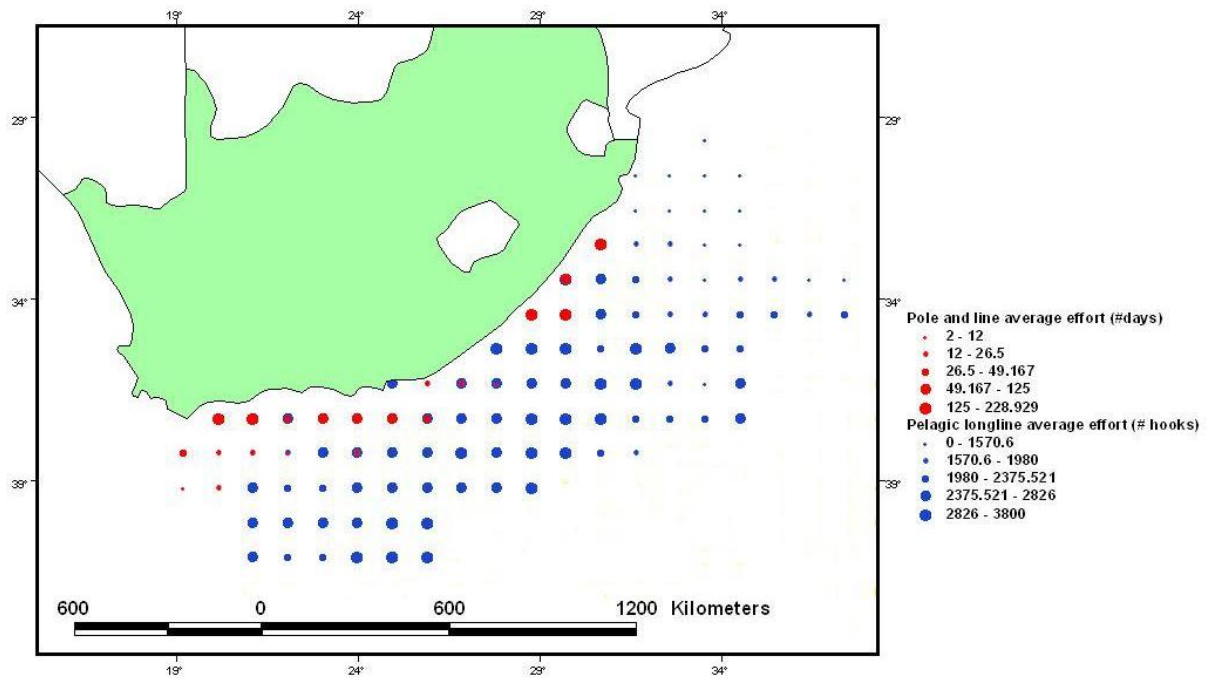 19° 24° 29° 34°
29° 29°
34° 34°
39° 39°
Pole and line average effort (#days)
2 - 12
12 - 26.5
26.5 - 49.167
49.167 - 125
125 - 228.929
Pelagic longline average effort (# hooks)
0 - 1570.6
1570.6 - 1980
1980 - 2375.521
2375.521 - 2826
2826 - 3800
600 0 600 1200 Kilometers
19° 24° 29° 34°